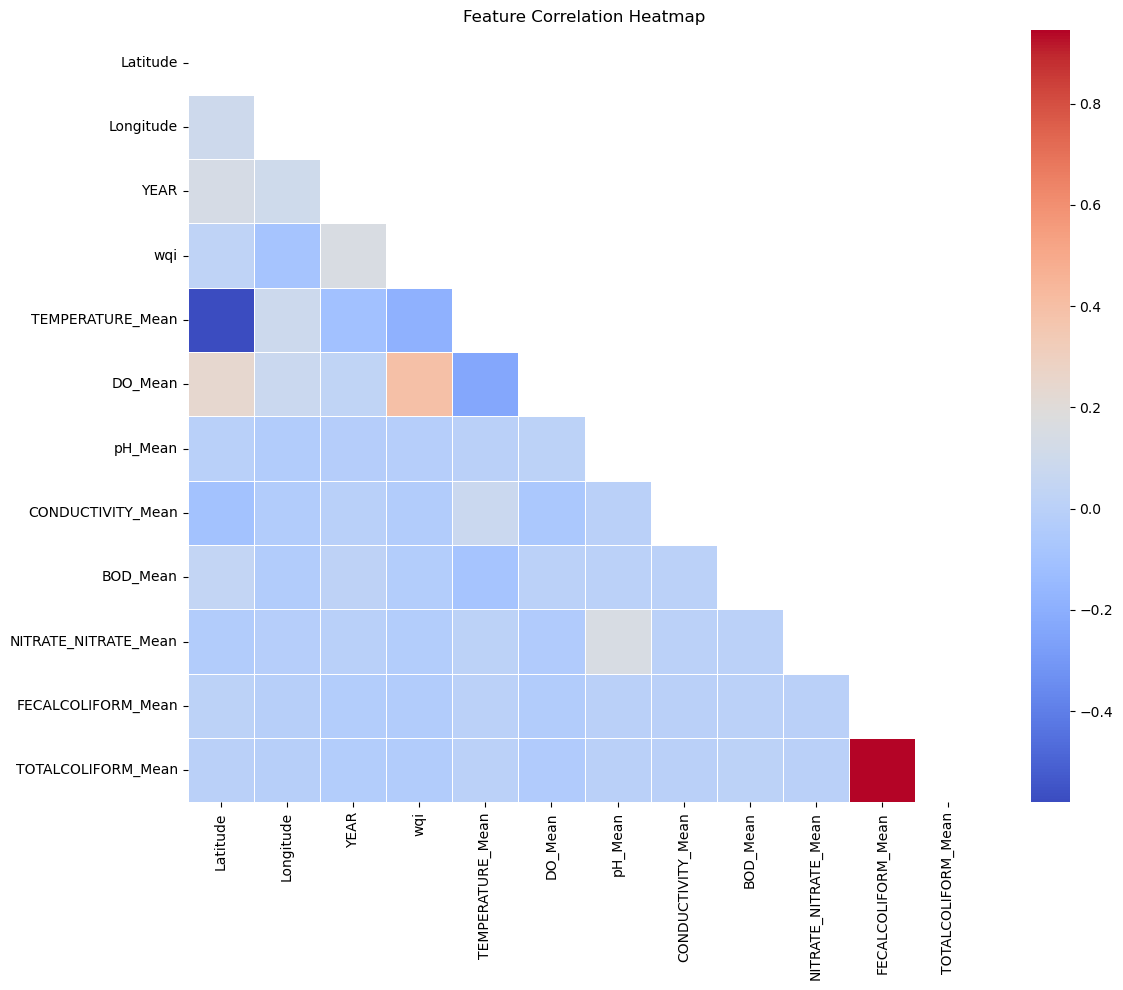 Feature Correlation Heatmap
Latitude
Longitude
YEAR
wqi
TEMPERATURE_Mean
DO_Mean
pH_Mean
CONDUCTIVITY_Mean
BOD_Mean
NITRATE_NITRATE_Mean
FECALCOLIFORM_Mean
TOTALCOLIFORM_Mean
Latitude
Longitude
YEAR
wqi
TEMPERATURE_Mean
DO_Mean
pH_Mean
CONDUCTIVITY_Mean
BOD_Mean
NITRATE_NITRATE_Mean
FECALCOLIFORM_Mean
TOTALCOLIFORM_Mean
0.8
0.6
0.4
0.2
0.0
−0.2
−0.4